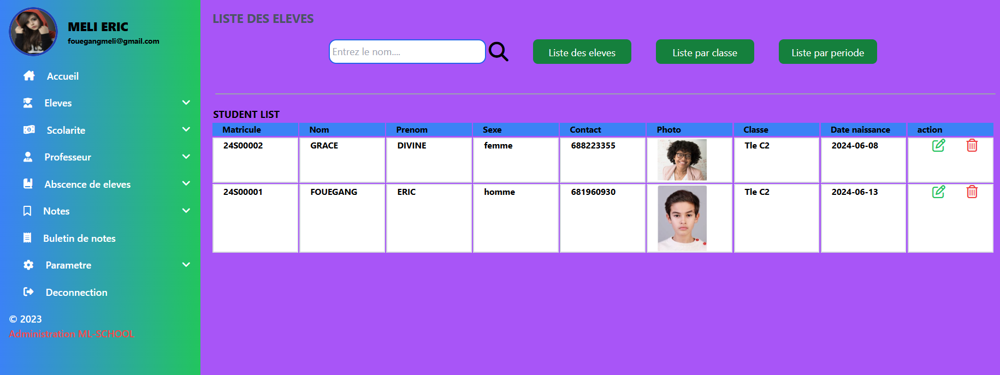 MELI ERIC
fouegangmeli@gmail.com
Accueil
Eleves
Scolarite
Professeur
Abscence de eleves
Notes
Buletin de notes
Parametre
Deconnection
© 2023
Administration ML-SCHOOL
LISTE DES ELEVES
Entrez le nom.... Liste des eleves Liste par classe Liste par periode
STUDENT LIST
Matricule Nom Prenom Sexe Contact Photo Classe Date naissance action
24S00002 GRACE DIVINE femme 688223355 Tle C2 2024-06-08
24S00001 FOUEGANG ERIC homme 681960930 Tle C2 2024-06-13